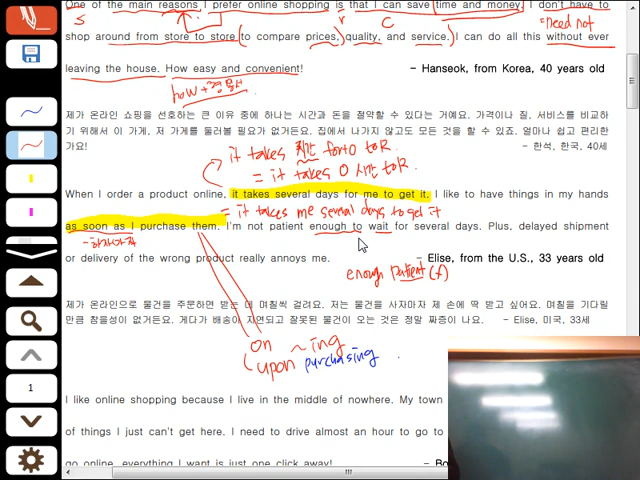 One of the main reasons I prefer online shopping is that I can save time and money. I don't have to
S r C
=need not
shop around from store to store to compare prices, quality, and service. I can do all this without ever
leaving the house. How easy and convenient! – Hanseok, from Korea, 40 years old
제가 온라인 쇼핑을 선호하는 큰 이유 중에 하나는 시간과 돈을 절약할 수 있다는 거예요. 가격이나 질, 서비스를 비교하
기 위해서 이 가게, 저 가게를 둘러볼 필요가 없거든요. 집에서 나가지 않고도 모든 것을 할 수 있죠. 얼마나 쉽고 편리한
가요! - 한석, 한국, 40세
it takes 시간 for+O toR
= it takes O 시간 toR.
When I order a product online, it takes several days for me to get it. I like to have things in my hands
= it takes me several days to get it
as soon as I purchase them. I'm not patient enough to wait for several days. Plus, delayed shipment
-하자마자
or delivery of the wrong product really annoys me. – Elise, from the U.S., 33 years old
enough patient (x)
제가 온라인으로 물건을 주문하면 받는 데 며칠씩 걸려요. 저는 물건을 사자마자 제 손에 딱 받고 싶어요. 며칠을 기다릴
만큼 참을성이 없거든요. 게다가 배송이 지연되고 잘못된 물건이 오는 것은 정말 짜증이 나요. - Elise, 미국, 33세
on ~ing
upon purchasing
1
I like online shopping because I live in the middle of nowhere. My town
of things I just can't get here. I need to drive almost an hour to go to
go online, everything I want is just one click away! – Bo